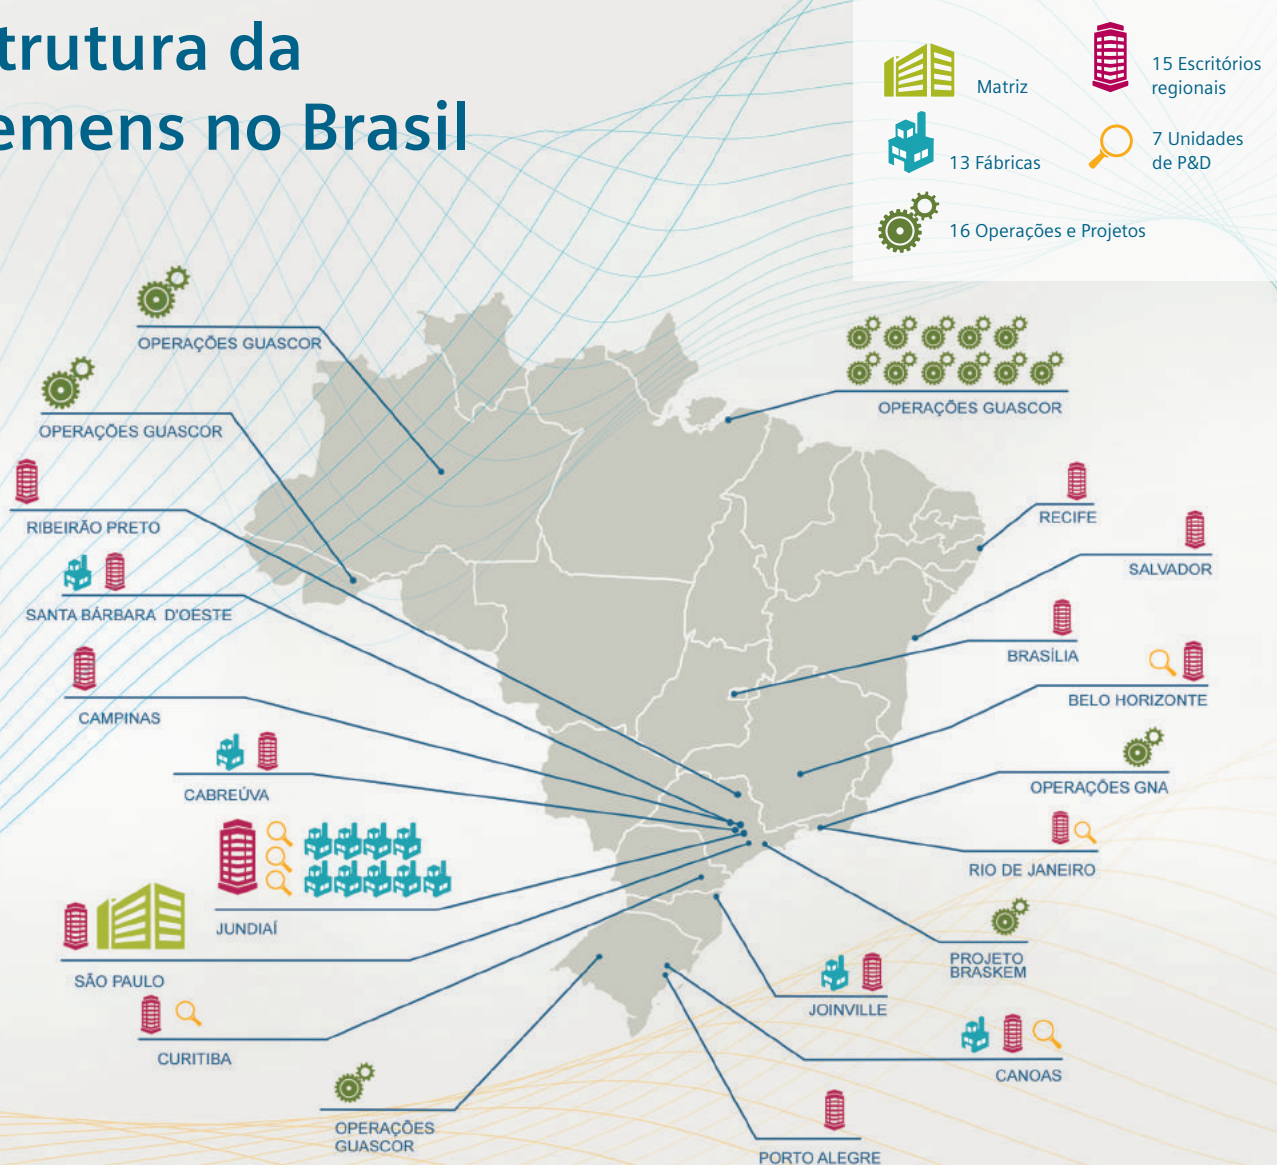 trutura da
emens no Brasil
Matriz
15 Escritórios
regionais
13 Fábricas
7 Unidades
de P&D
16 Operações e Projetos
OPERAÇÕES GUASCOR
OPERAÇÕES GUASCOR
OPERAÇÕES GUASCOR
RIBEIRÃO PRETO
RECIFE
SALVADOR
SANTA BÁRBARA D'OESTE
BRASÍLIA
BELO HORIZONTE
CAMPINAS
OPERAÇÕES GNA
CABREÚVA
RIO DE JANEIRO
JUNDIAÍ
PROJETO
BRASKEM
SÃO PAULO
JOINVILLE
CURITIBA
CANOAS
OPERAÇÕES
GUASCOR
PORTO ALEGRE